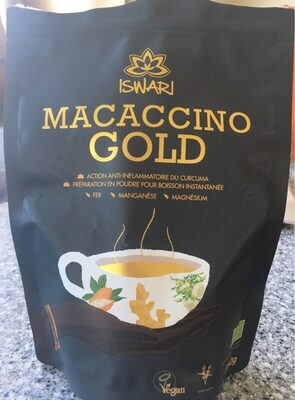 ISWARI
MACACCINO
GOLD
ACTION ANTI-INFLAMMATOIRE DU CURCUMA
PRÉPARATION EN POUDRE POUR BOISSON INSTANTANÉE
FER MANGANÈSE MAGNÉSIUM
Vegan